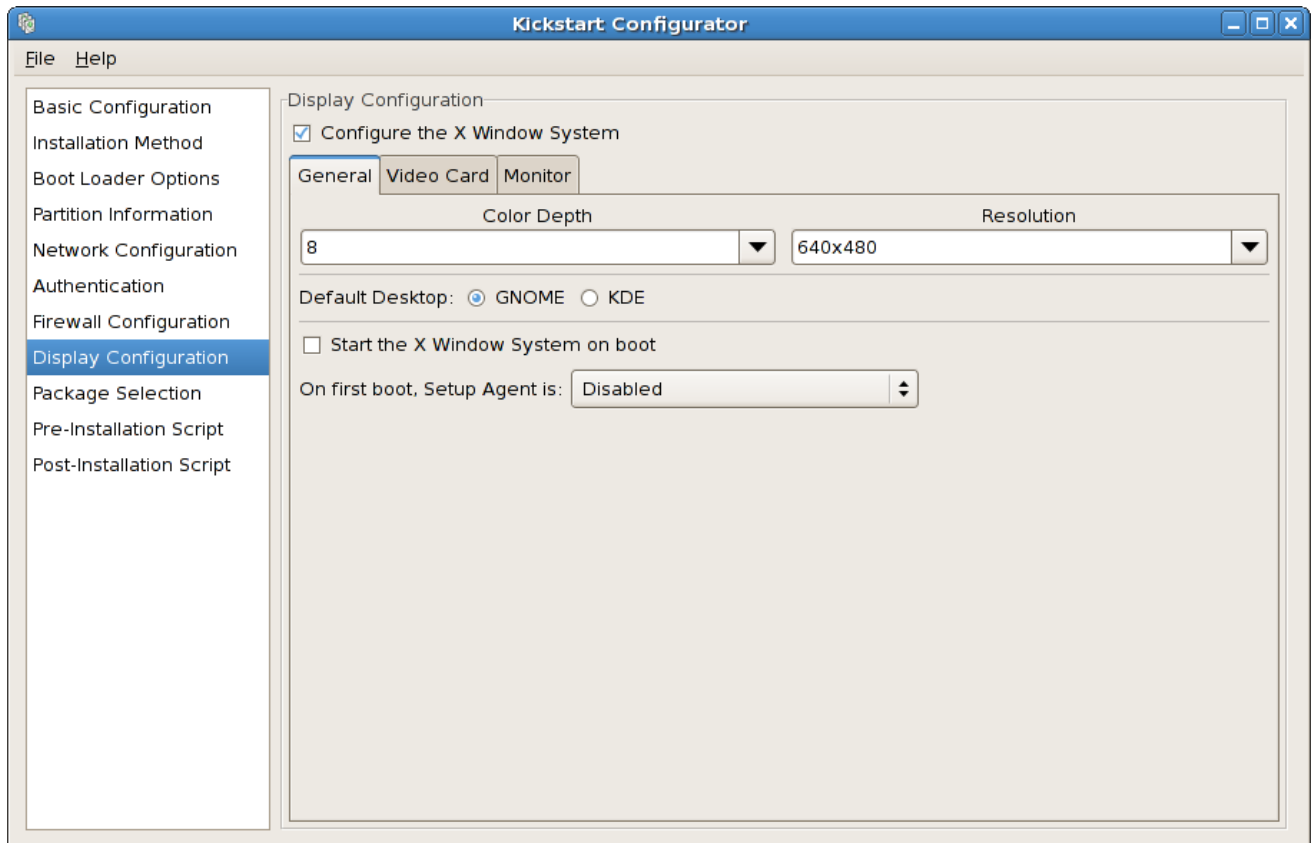 Kickstart Configurator
File Help
Basic Configuration
Installation Method
Boot Loader Options
Partition Information
Network Configuration
Authentication
Firewall Configuration
Display Configuration
Package Selection
Pre-Installation Script
Post-Installation Script
Display Configuration
Configure the X Window System
General Video Card Monitor
Color Depth Resolution
8 640x480
Default Desktop: GNOME KDE
Start the X Window System on boot
On first boot, Setup Agent is: Disabled